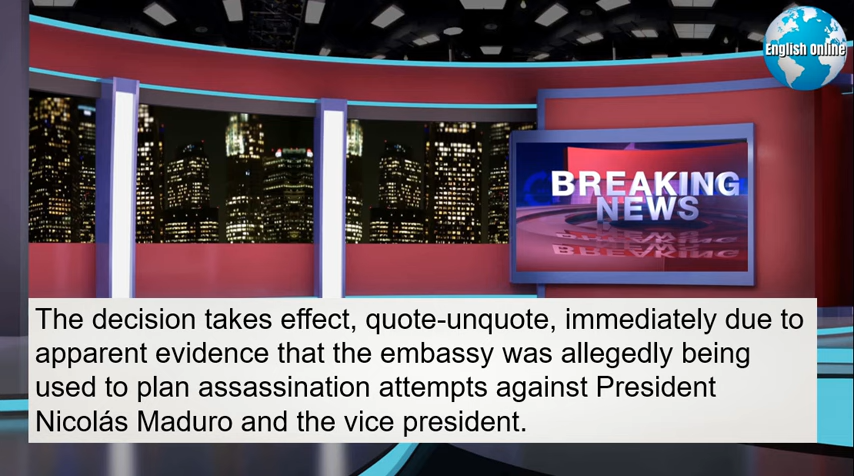 English Online
BREAKING
NEWS
The decision takes effect, quote-unquote, immediately due to
apparent evidence that the embassy was allegedly being
used to plan assassination attempts against President
Nicolás Maduro and the vice president.